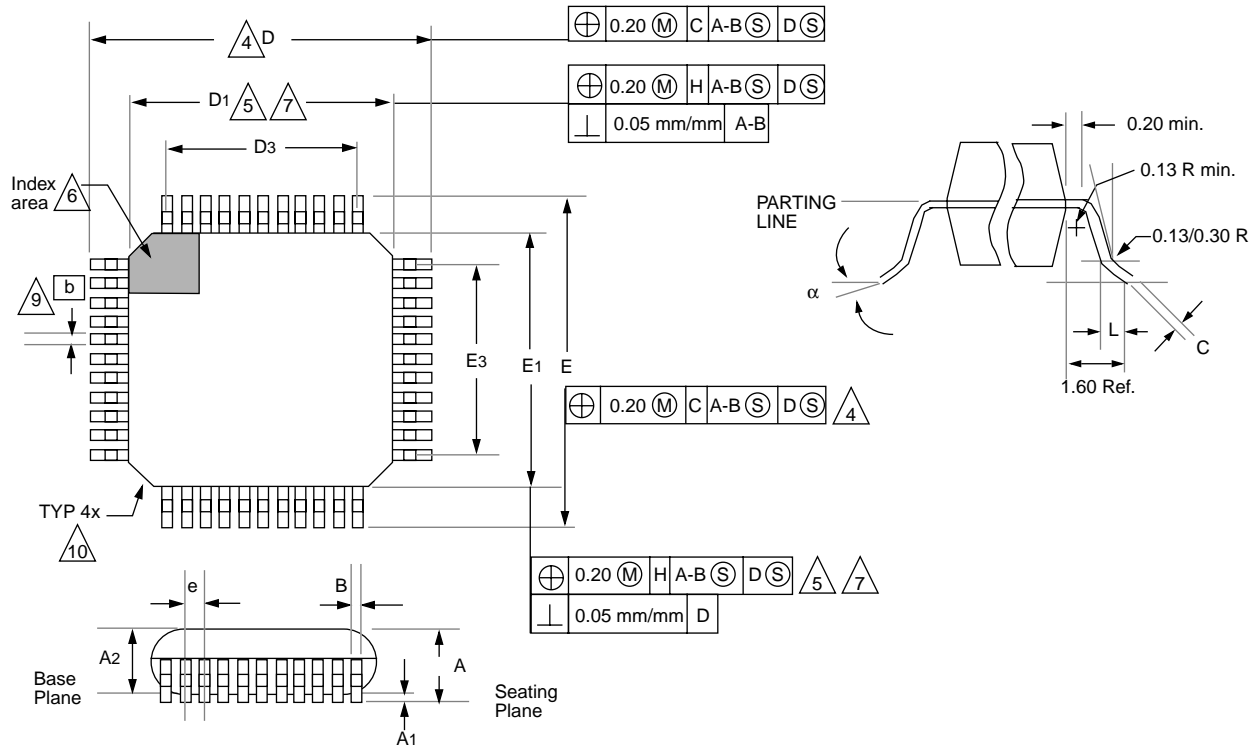 ⊕ 0.20 Ⓜ C A-B Ⓢ D Ⓢ
4 D
⊕ 0.20 Ⓜ H A-B Ⓢ D Ⓢ
⊥ 0.05 mm/mm A-B
D1 5 7
D3
0.20 min.
Index
area 6
0.13 R min.
PARTING
LINE
0.13/0.30 R
9 b
α
E3
E1
E
L
C
1.60 Ref.
⊕ 0.20 Ⓜ C A-B Ⓢ D Ⓢ 4
TYP 4x
10
⊕ 0.20 Ⓜ H A-B Ⓢ D Ⓢ 5 7
⊥ 0.05 mm/mm D
e
B
A2
A
Base
Plane
Seating
Plane
A1